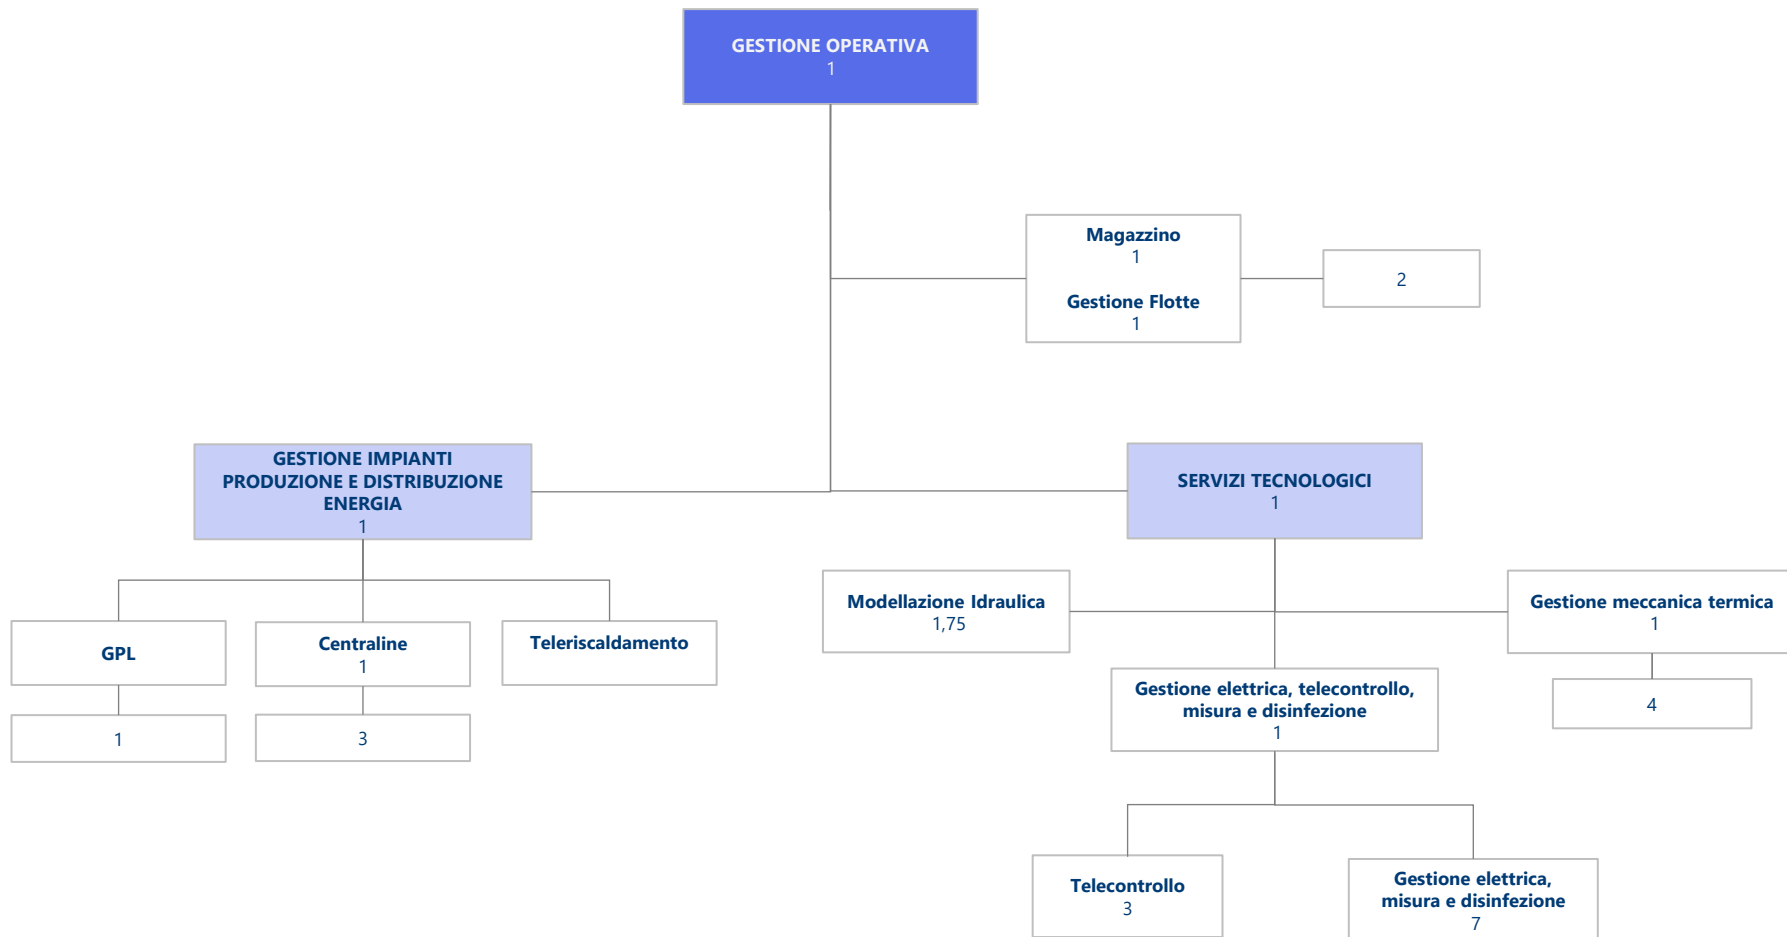 GESTIONE OPERATIVA
1
Magazzino
1
Gestione Flotte
1
2
GESTIONE IMPIANTI
PRODUZIONE E DISTRIBUZIONE
ENERGIA
1
SERVIZI TECNOLOGICI
1
GPL
1
Centraline
1
3
Teleriscaldamento
Modellazione Idraulica
1,75
Gestione meccanica termica
1
4
Gestione elettrica, telecontrollo,
misura e disinfezione
1
Telecontrollo
3
Gestione elettrica,
misura e disinfezione
7